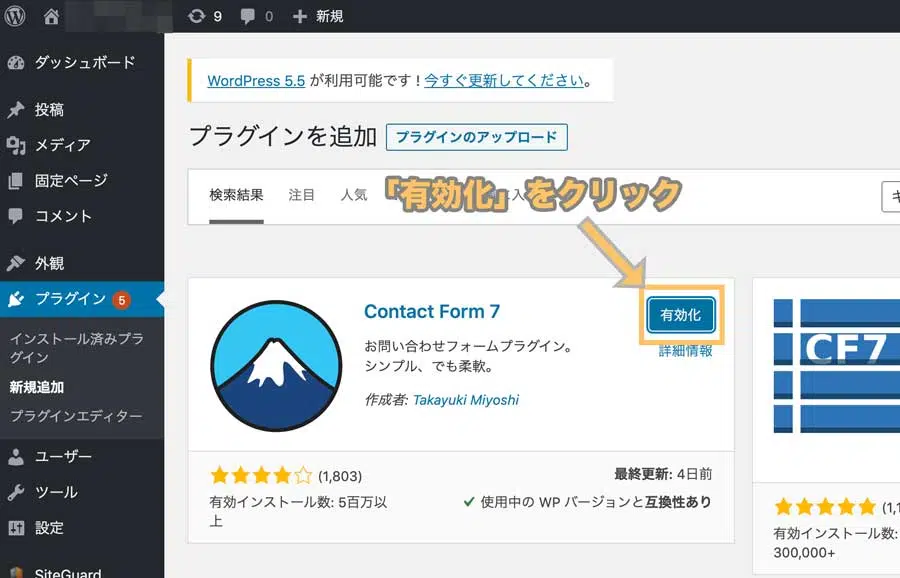 9 0 新規
ダッシュボード
投稿
メディア
固定ページ
コメント
外観
プラグイン 5
インストール済みプラ
グイン
新規追加
プラグインエディター
ユーザー
ツール
設定
SiteGuard
WordPress 5.5 が利用可能です ! 今すぐ更新してください。
プラグインを追加 プラグインのアップロード
検索結果 注目 人気
「有効化」をクリック
Contact Form 7
有効化
詳細情報
お問い合わせフォームプラグイン。
シンプル、でも柔軟。
作成者: Takayuki Miyoshi
(1,803)
有効インストール数: 5百万以
上
最終更新: 4日前
✔ 使用中の WP バージョンと互換性あり
CF7
有効インストール数:
300,000+